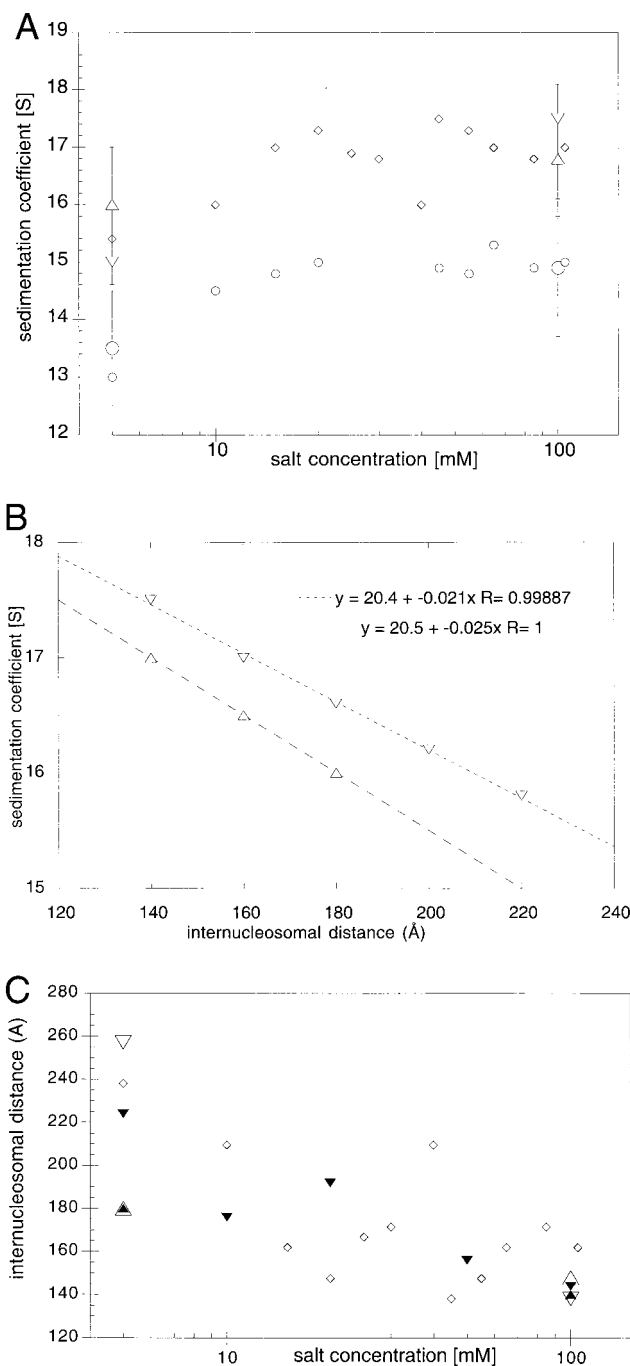 A
19
18
17
16
15
14
13
12
sedimentation coefficient [S]
10
100
salt concentration [mM]
B
18
17
16
15
sedimentation coefficient [S]
y = 20.4 + -0.021x R= 0.99887
y = 20.5 + -0.025x R= 1
120
140
160
180
200
220
240
internucleosomal distance (Å)
C
280
260
240
220
200
180
160
140
120
internucleosomal distance (A)
10
100
salt concentration [mM]